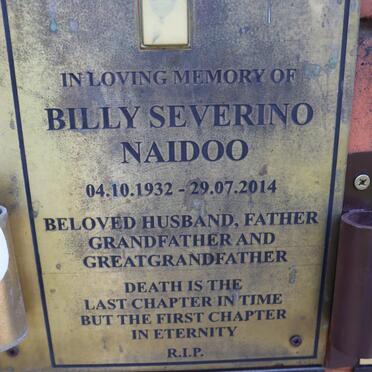 IN LOVING MEMORY OF
BILLY SEVERINO
NAIDOO
04.10.1932 - 29.07.2014
BELOVED HUSBAND, FATHER
GRANDFATHER AND
GREATGRANDFATHER
DEATH IS THE
LAST CHAPTER IN TIME
BUT THE FIRST CHAPTER
IN ETERNITY
R.I.P.